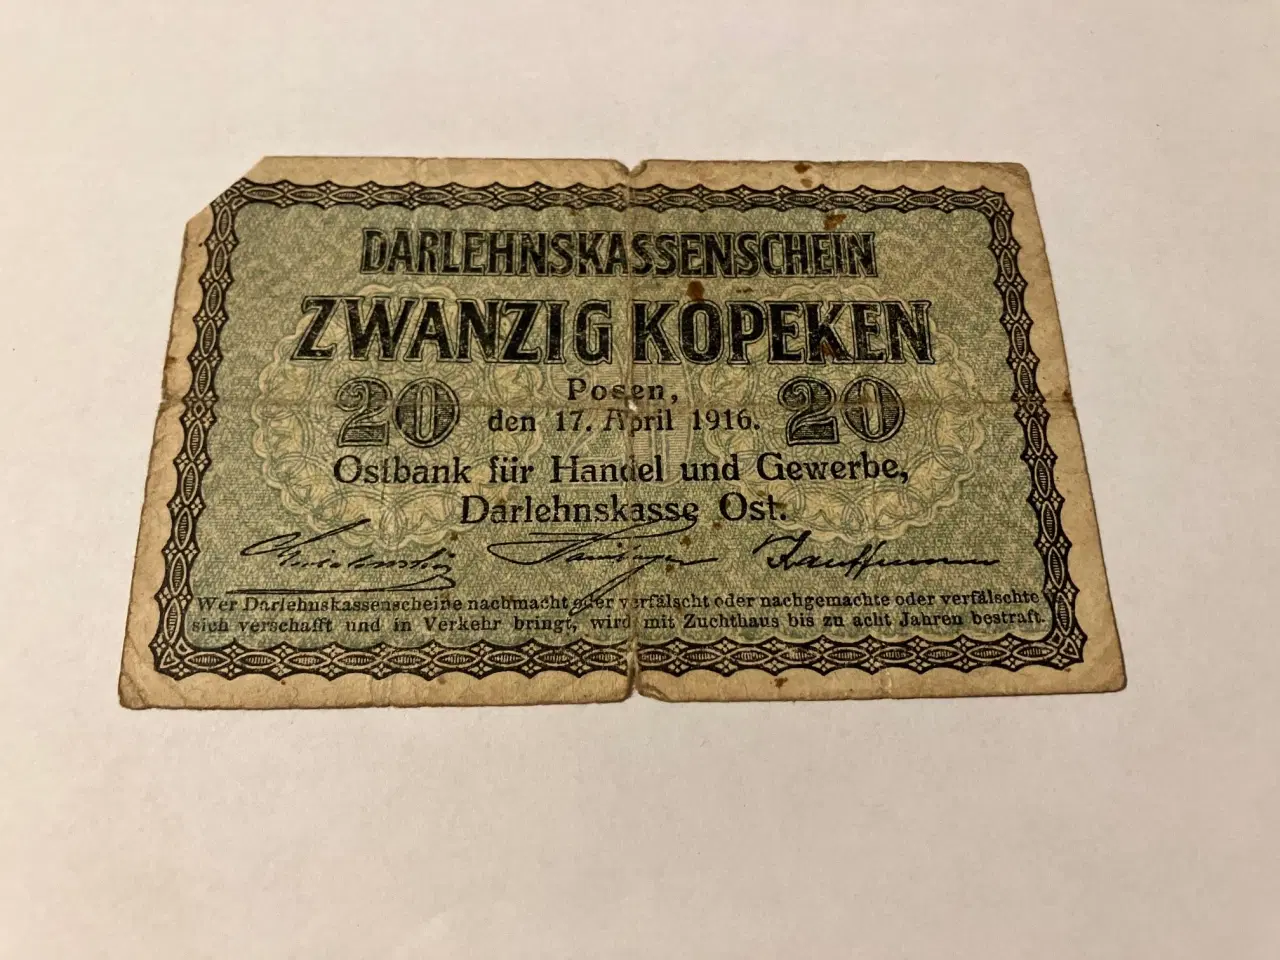 DARLEHNSKASSENSCHEIN
ZWANZIG KOPEKEN
20 Posen, 20
den 17. April 1916.
Ostbank für Handel und Gewerbe,
Darlehnskasse Ost.
Kauffmann
Wer Darlehnskassenscheine nachmacht oder verfälscht oder nachgemachte oder verfälschte
sich verschafft und in Verkehr bringt, wird mit Zuchthaus bis zu acht Jahren bestraft.